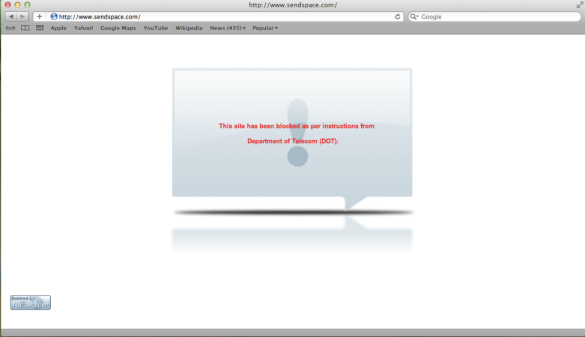 http://www.sendspace.com/
http://www.sendspace.com/
Google
Apple Yahoo! Google Maps YouTube Wikipedia News (435) Popular
This site has been blocked as per instructions from
Department of Telecom (DOT).